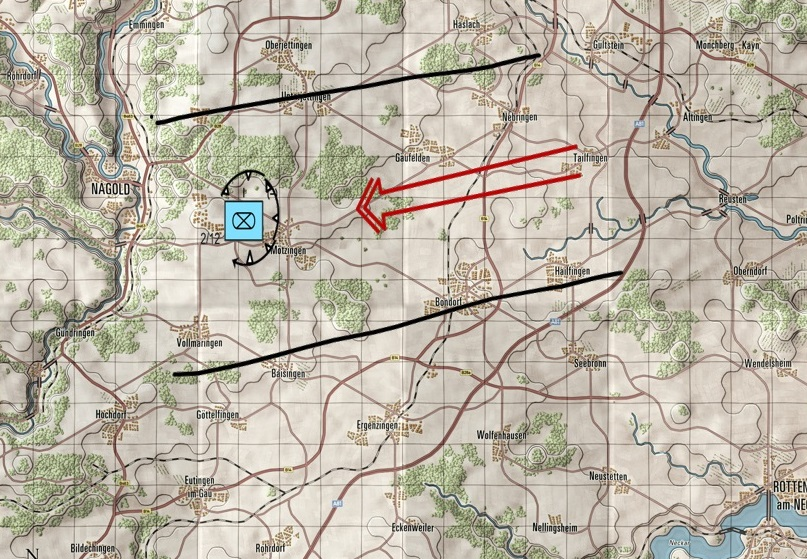 Emmingen
Haslach
Oberjettingen
Gültstein
Mönchberg
Kayh
Rohrdorf
Nebringen
Altingen
Gäufelden
Tailfingen
NAGOLD
Reusten
2/12
Mötzingen
Hailfingen
Oberndorf
Bondorf
Gündringen
Vollmaringen
Seebronn
Wendelsheim
Baisingen
Hochdorf
Göttelfingen
Ergenzingen
Wolfenhausen
Eutingen
im Gäu
Neustetten
ROTTEN
am NE
Eckenweiler
Nellingsheim
Neckar
Bildechingen
Rohrdorf
N